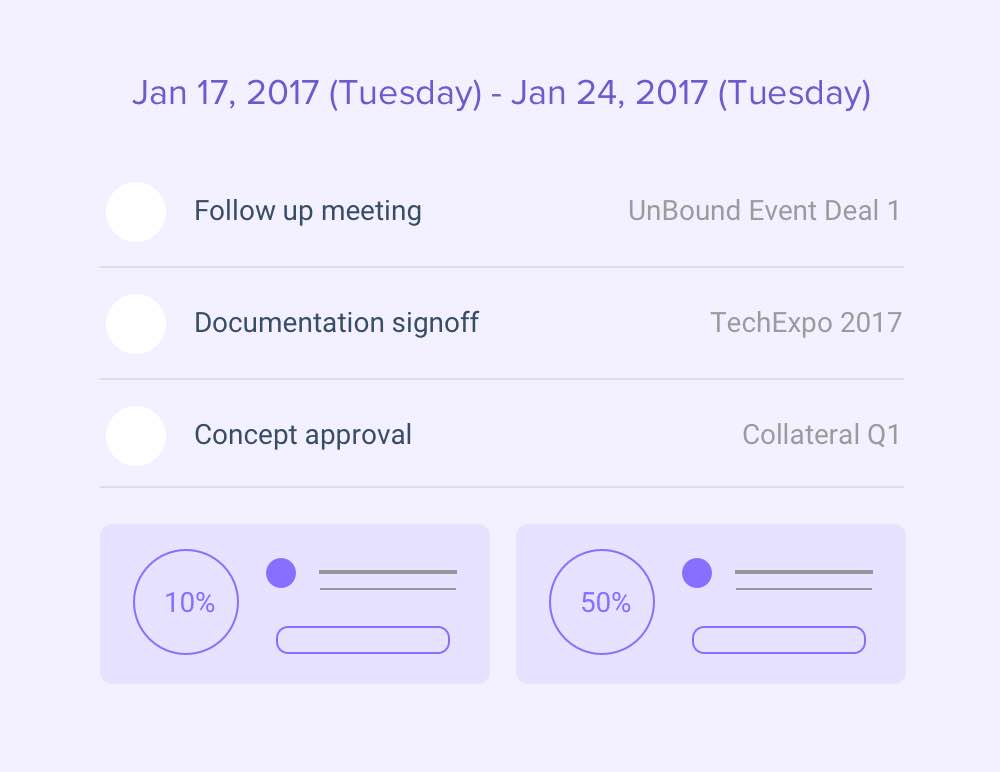 Jan 17, 2017 (Tuesday) - Jan 24, 2017 (Tuesday)
Follow up meeting UnBound Event Deal 1
Documentation signoff TechExpo 2017
Concept approval Collateral Q1
10% 50%